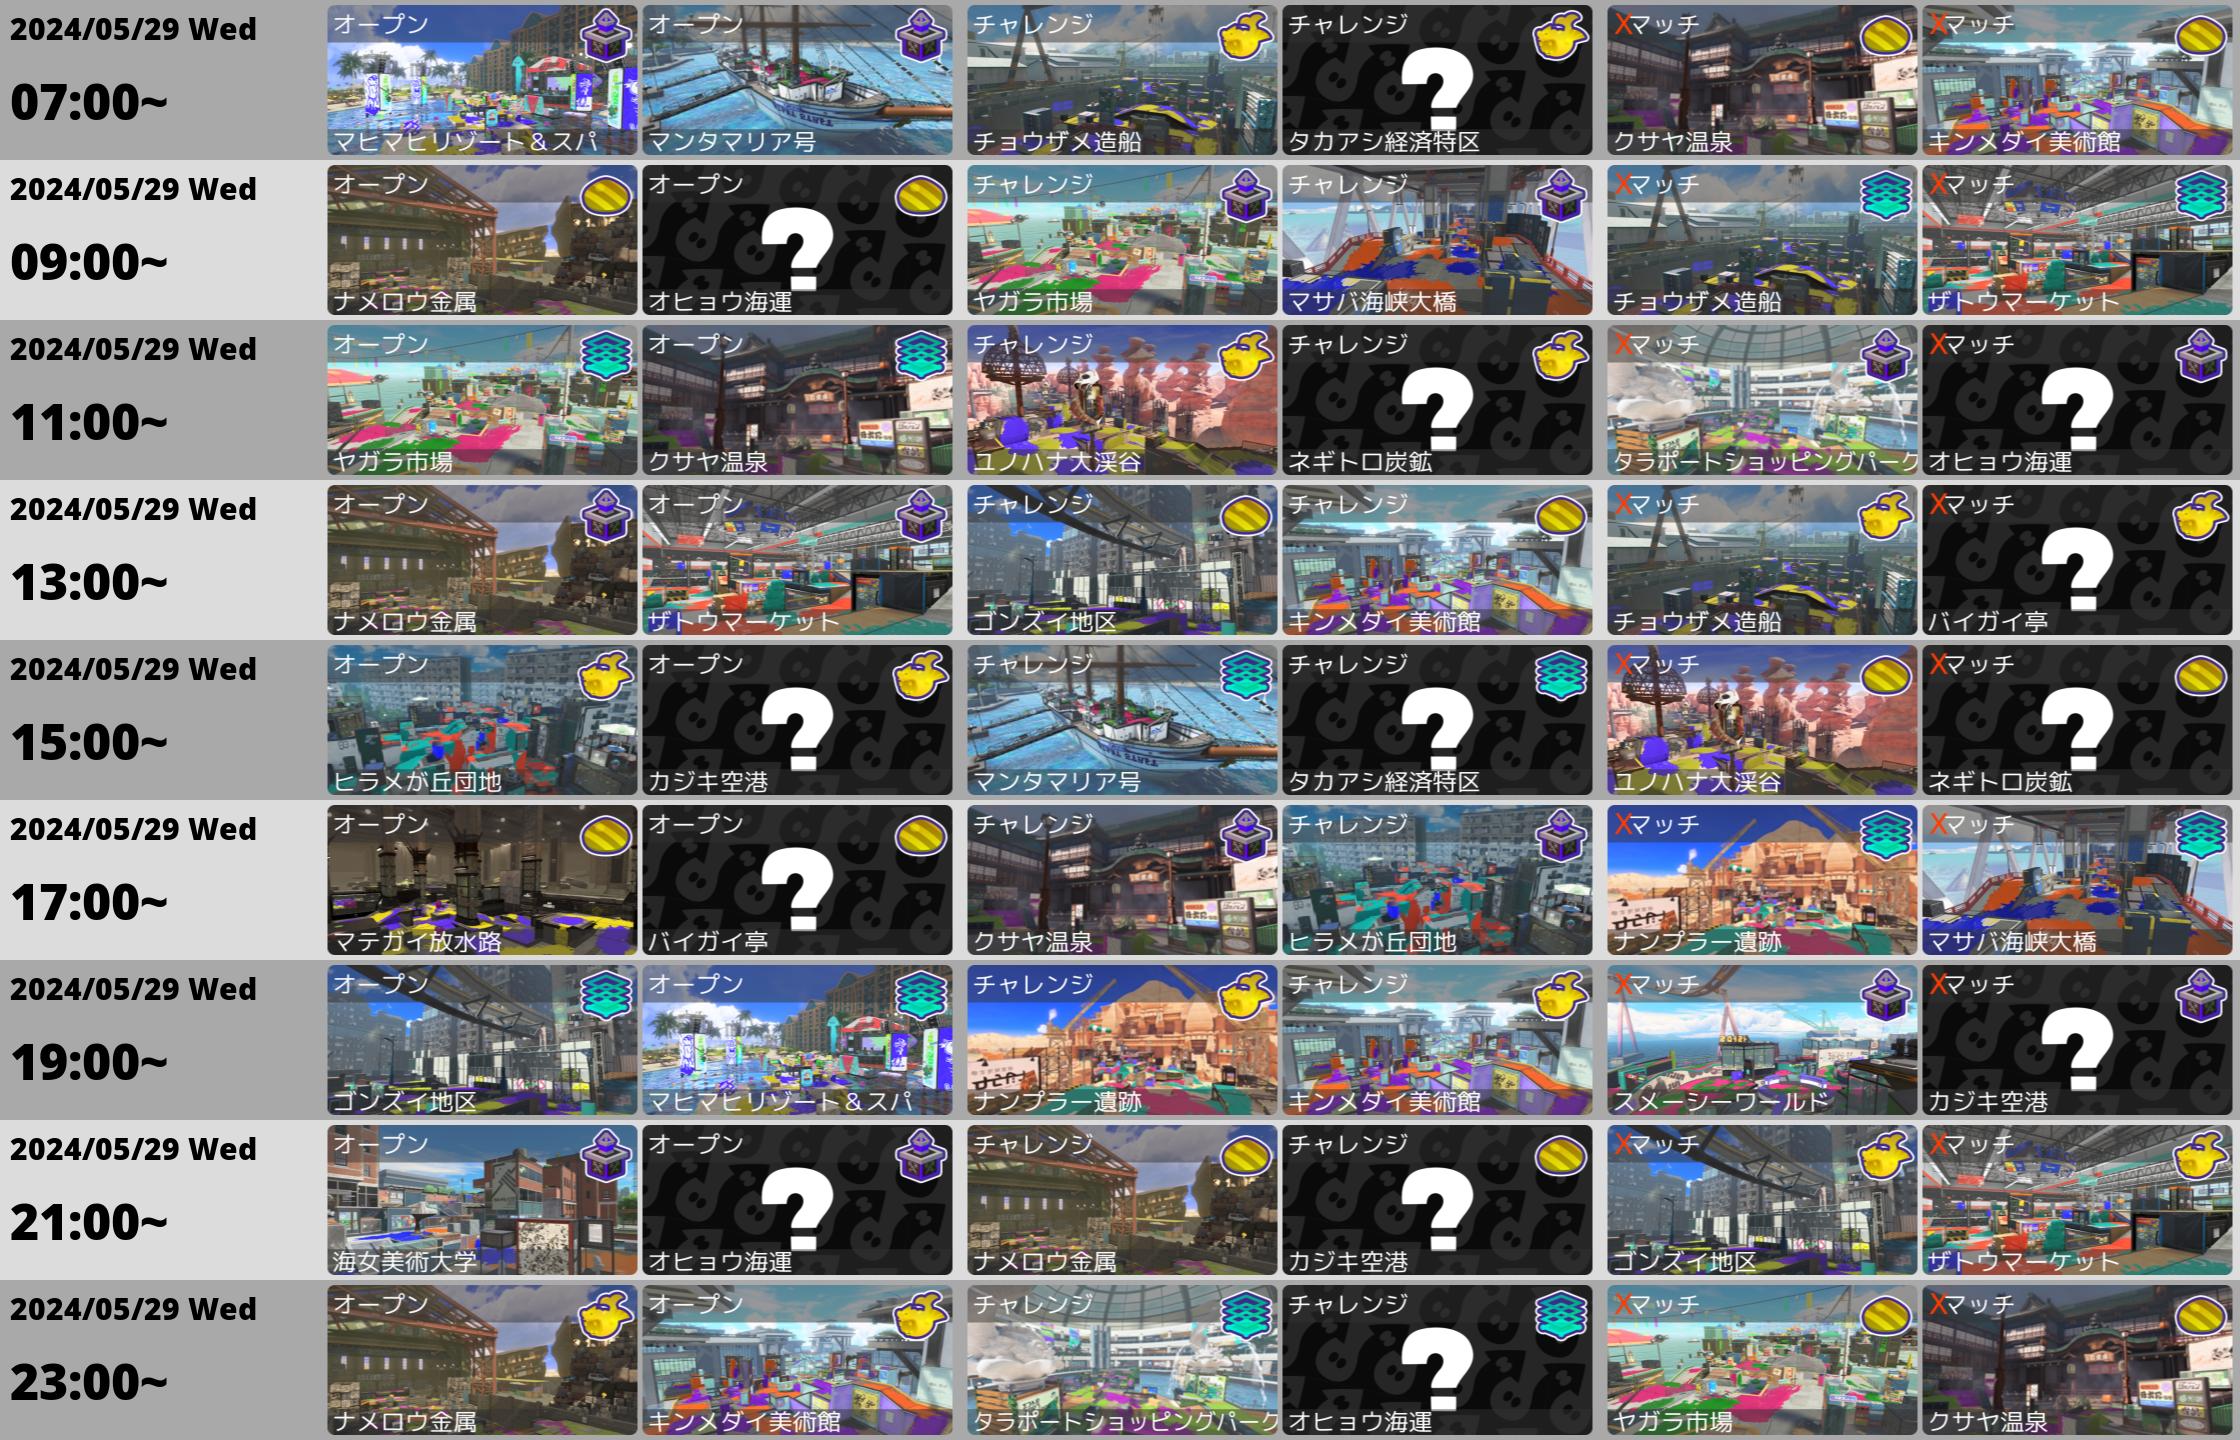 2024/05/29 Wed
07:00~
オープン
マヒマヒリゾート&スパ
オープン
マンタマリア号
チャレンジ
チョウザメ造船
チャレンジ
?
タカアシ経済特区
Xマッチ
クサヤ温泉
Xマッチ
キンメダイ美術館
2024/05/29 Wed
09:00~
オープン
ナメロウ金属
オープン
?
オヒョウ海運
チャレンジ
ヤガラ市場
チャレンジ
マサバ海峡大橋
Xマッチ
チョウザメ造船
Xマッチ
ザトウマーケット
2024/05/29 Wed
11:00~
オープン
ヤガラ市場
オープン
クサヤ温泉
チャレンジ
ユノハナ大渓谷
チャレンジ
?
ネギトロ炭鉱
Xマッチ
タラポートショッピングパーク
Xマッチ
?
オヒョウ海運
2024/05/29 Wed
13:00~
オープン
ナメロウ金属
オープン
ザトウマーケット
チャレンジ
ゴンズイ地区
チャレンジ
キンメダイ美術館
Xマッチ
チョウザメ造船
Xマッチ
?
バイガイ亭
2024/05/29 Wed
15:00~
オープン
ヒラメが丘団地
オープン
?
カジキ空港
チャレンジ
マンタマリア号
チャレンジ
?
タカアシ経済特区
Xマッチ
ユノハナ大渓谷
Xマッチ
?
ネギトロ炭鉱
2024/05/29 Wed
17:00~
オープン
マテガイ放水路
オープン
?
バイガイ亭
チャレンジ
クサヤ温泉
チャレンジ
ヒラメが丘団地
Xマッチ
ナンプラー遺跡
Xマッチ
マサバ海峡大橋
2024/05/29 Wed
19:00~
オープン
ゴンズイ地区
オープン
マヒマヒリゾート&スパ
チャレンジ
ナンプラー遺跡
チャレンジ
キンメダイ美術館
Xマッチ
スメーシーワールド
Xマッチ
?
カジキ空港
2024/05/29 Wed
21:00~
オープン
海女美術大学
オープン
?
オヒョウ海運
チャレンジ
ナメロウ金属
チャレンジ
?
カジキ空港
Xマッチ
ゴンズイ地区
Xマッチ
ザトウマーケット
2024/05/29 Wed
23:00~
オープン
ナメロウ金属
オープン
キンメダイ美術館
チャレンジ
タラポートショッピングパーク
チャレンジ
?
オヒョウ海運
Xマッチ
ヤガラ市場
Xマッチ
クサヤ温泉